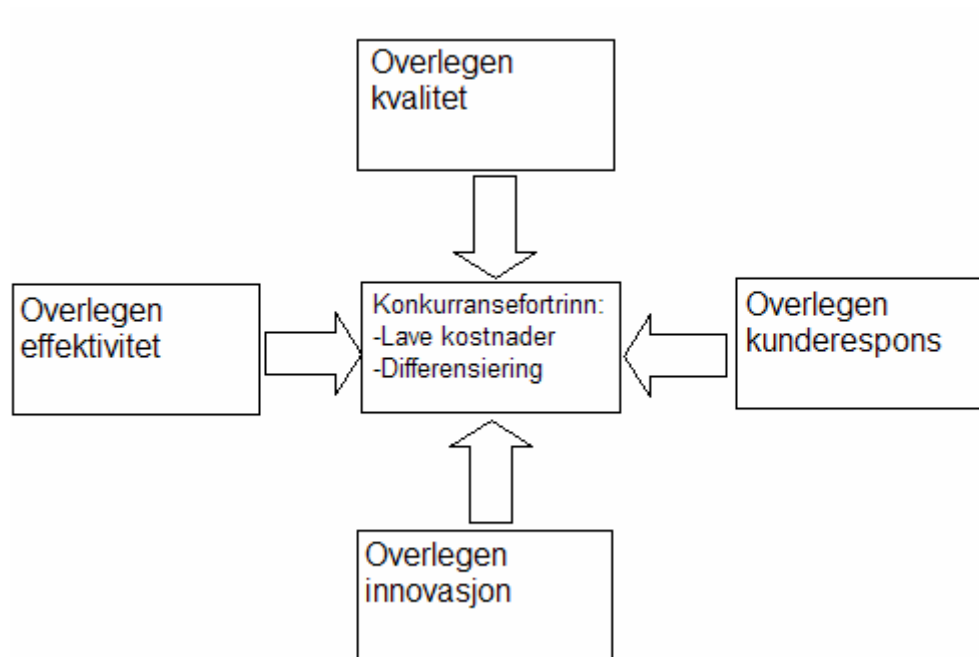 Overlegen
kvalitet
Overlegen
effektivitet
Konkurransefortrinn:
-Lave kostnader
-Differensiering
Overlegen
kunderespons
Overlegen
innovasjon